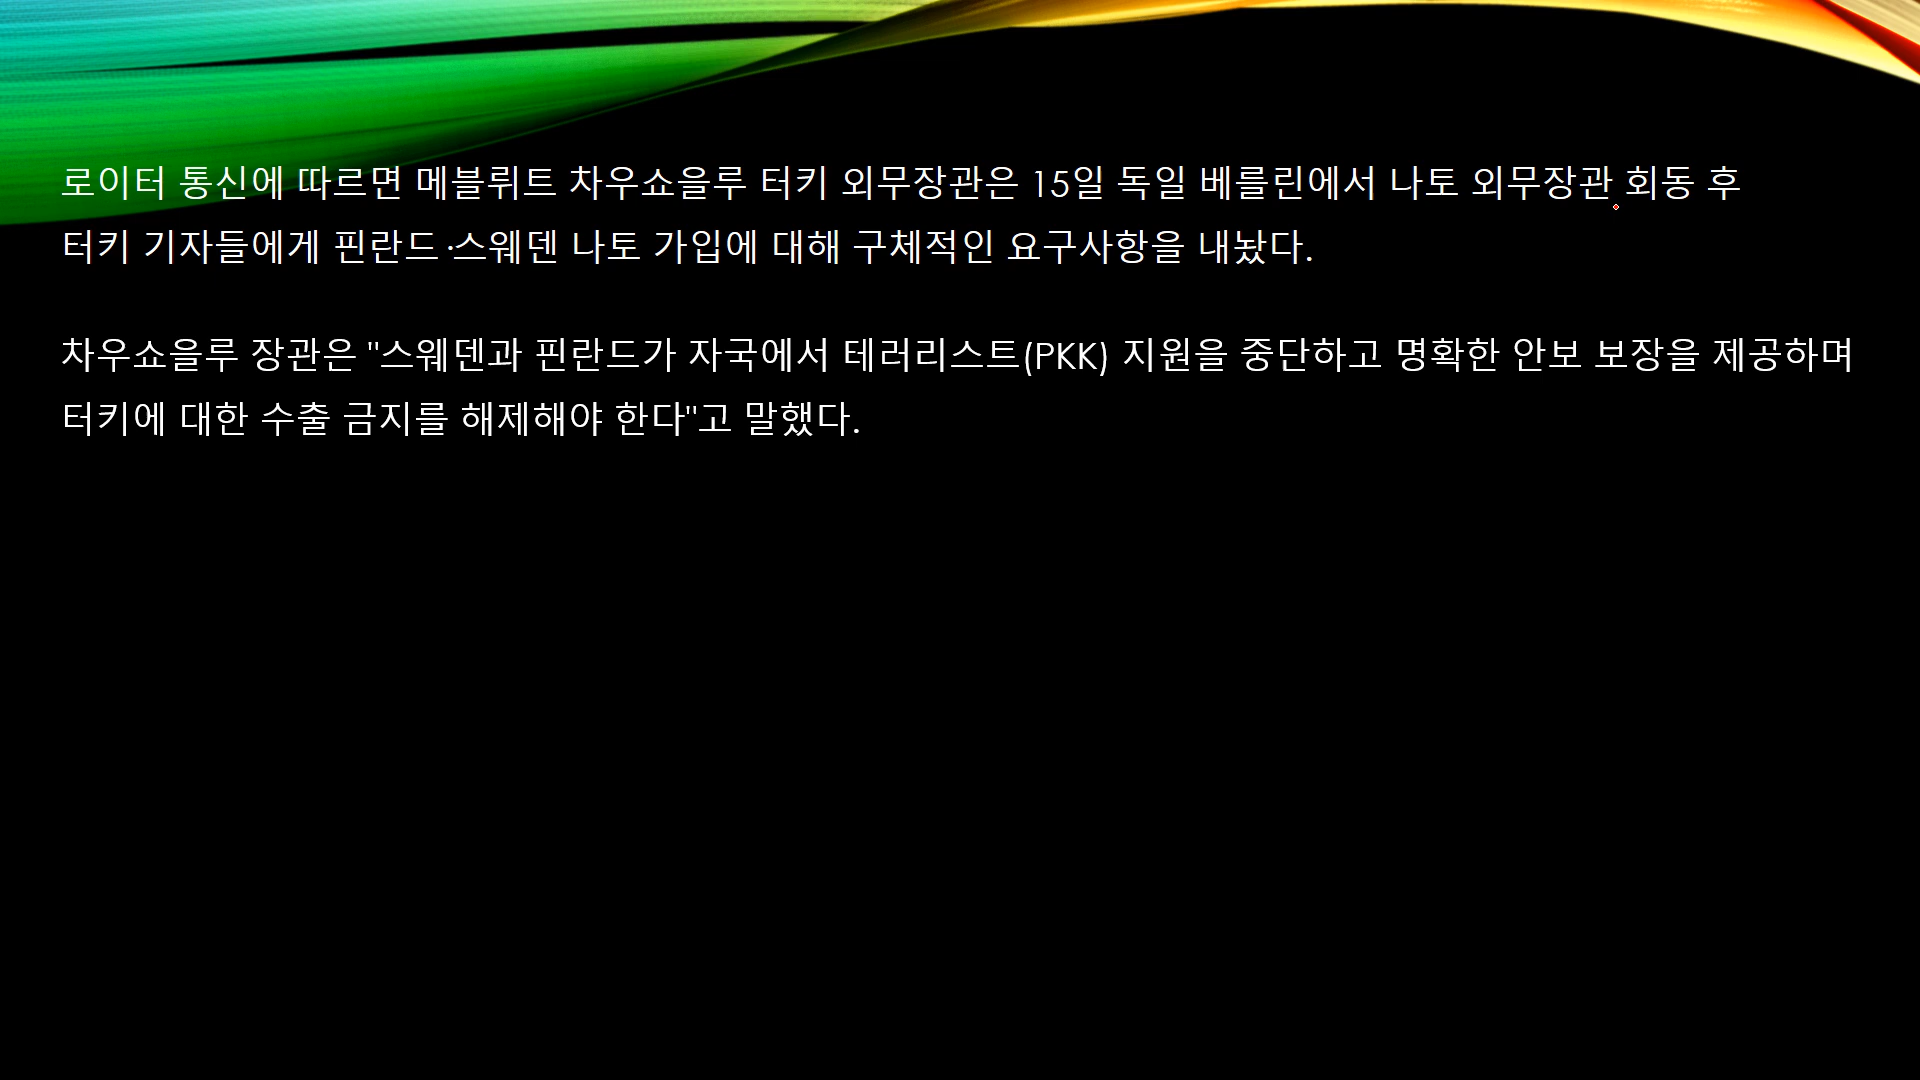 로이터 통신에 따르면 메블뤼트 차우쇼을루 터키 외무장관은 15일 독일 베를린에서 나토 외무장관 회동 후
터키 기자들에게 핀란드·스웨덴 나토 가입에 대해 구체적인 요구사항을 내놨다.
차우쇼을루 장관은 "스웨덴과 핀란드가 자국에서 테러리스트(PKK) 지원을 중단하고 명확한 안보 보장을 제공하며
터키에 대한 수출 금지를 해제해야 한다"고 말했다.